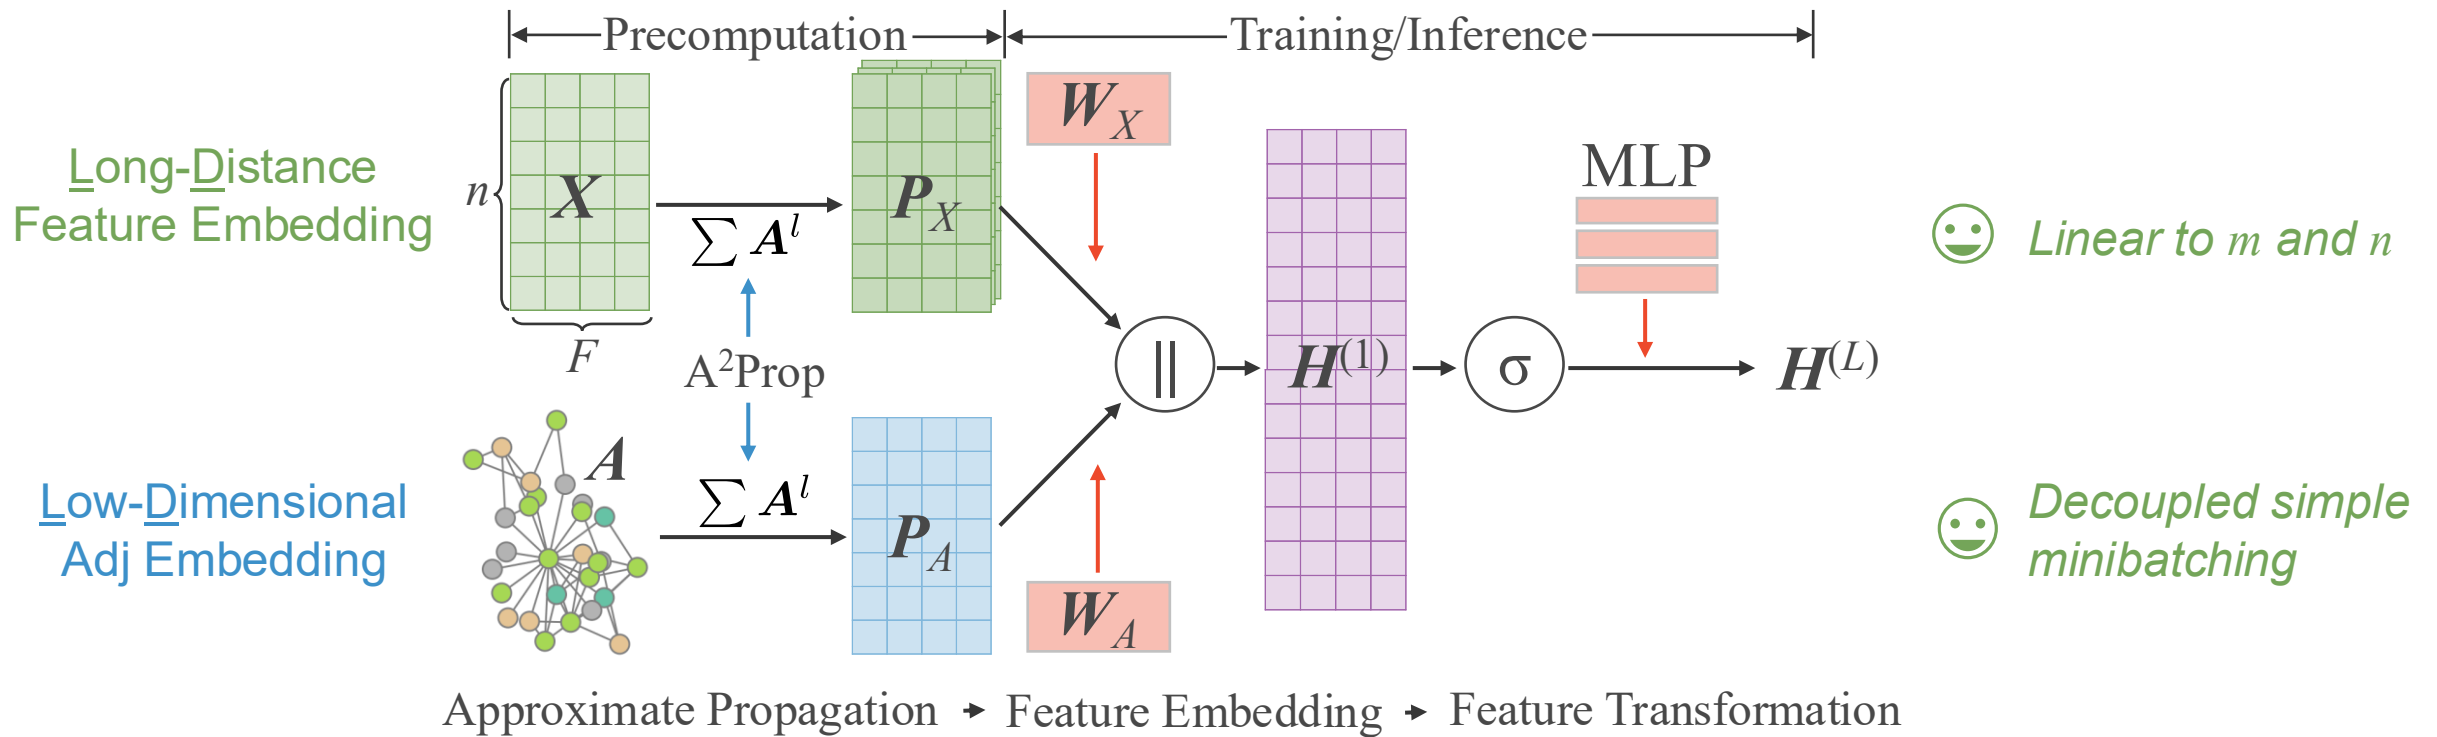 Precomputation
Training/Inference
Long-Distance
Feature Embedding
n
X
F
∑ A^l
P_X
W_X
A²Prop
Low-Dimensional
Adj Embedding
A
∑ A^l
P_A
W_A
||
H^(1)
σ
MLP
H^(L)
Linear to m and n
Decoupled simple
minibatching
Approximate Propagation
Feature Embedding
Feature Transformation